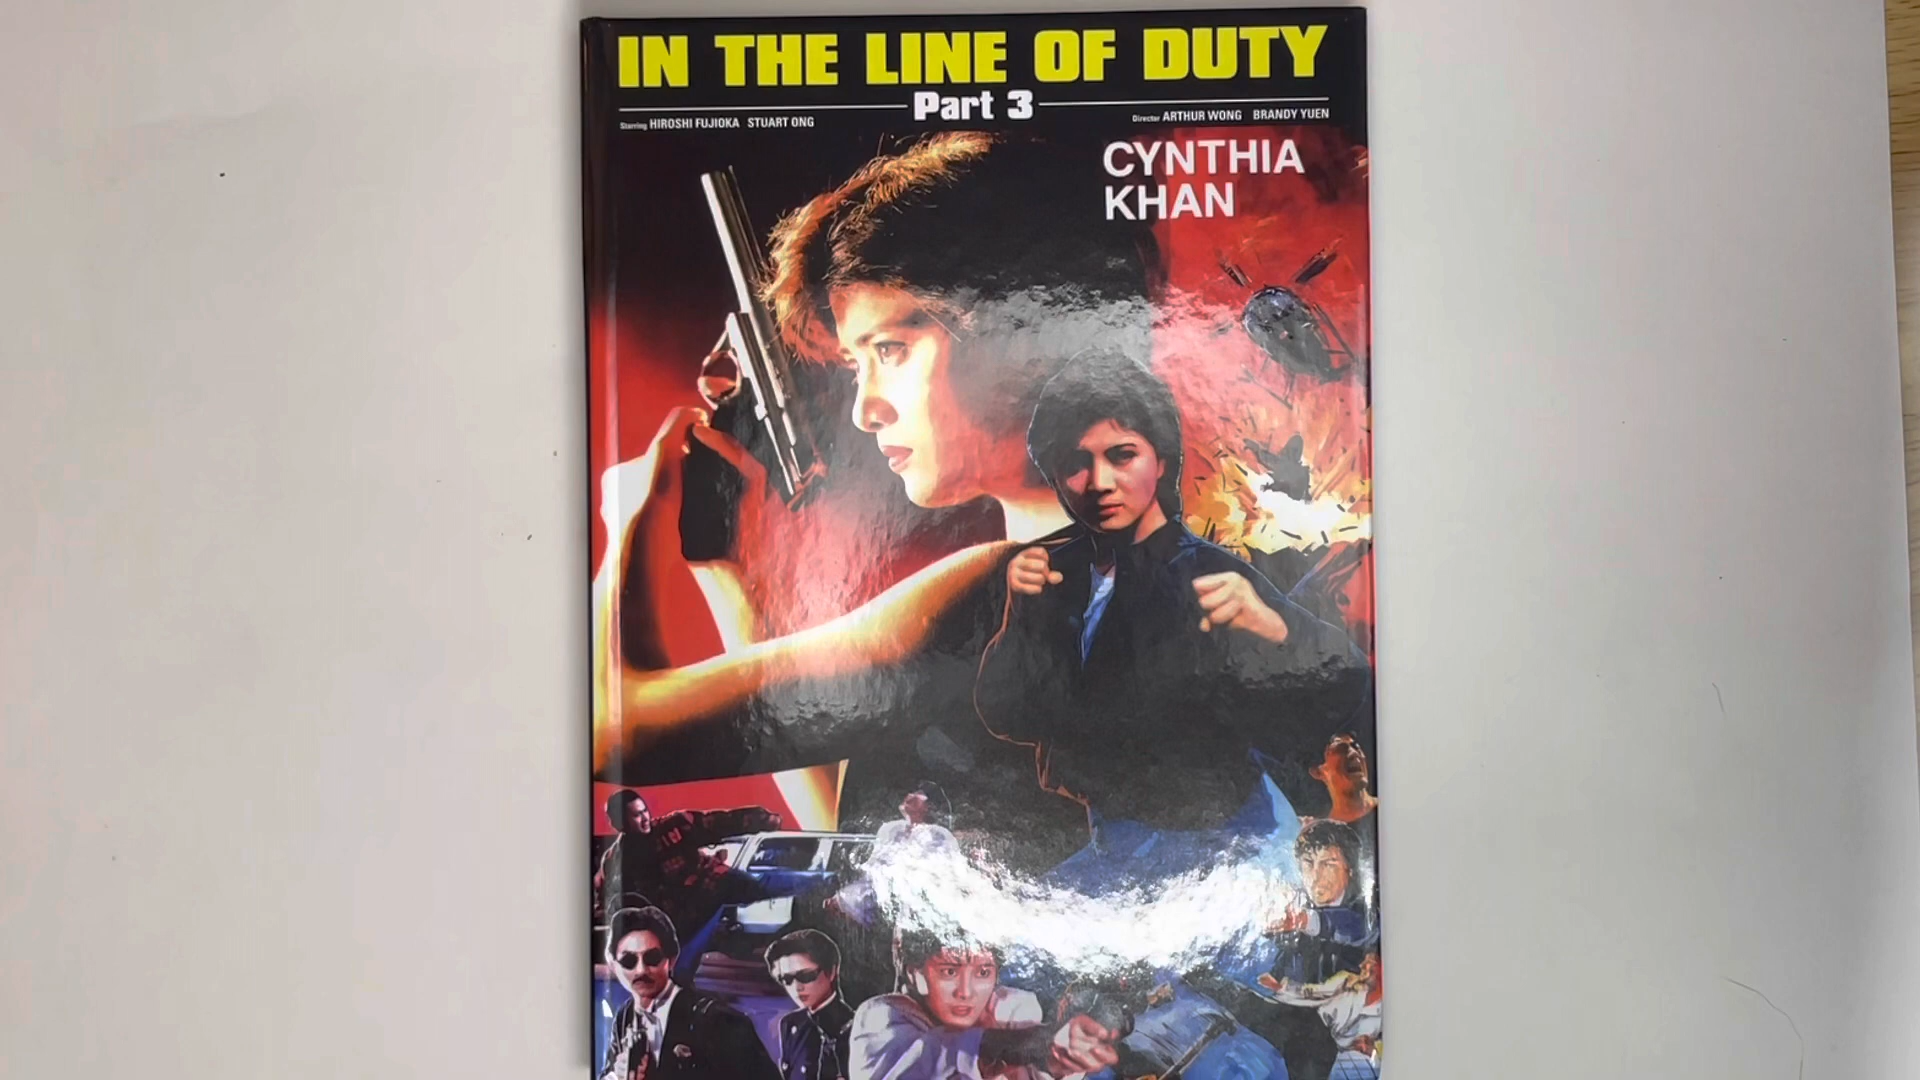 IN THE LINE OF DUTY
Part 3
Starring HIROSHI FUJIOKA STUART ONG
Director ARTHUR WONG BRANDY YUEN
CYNTHIA
KHAN